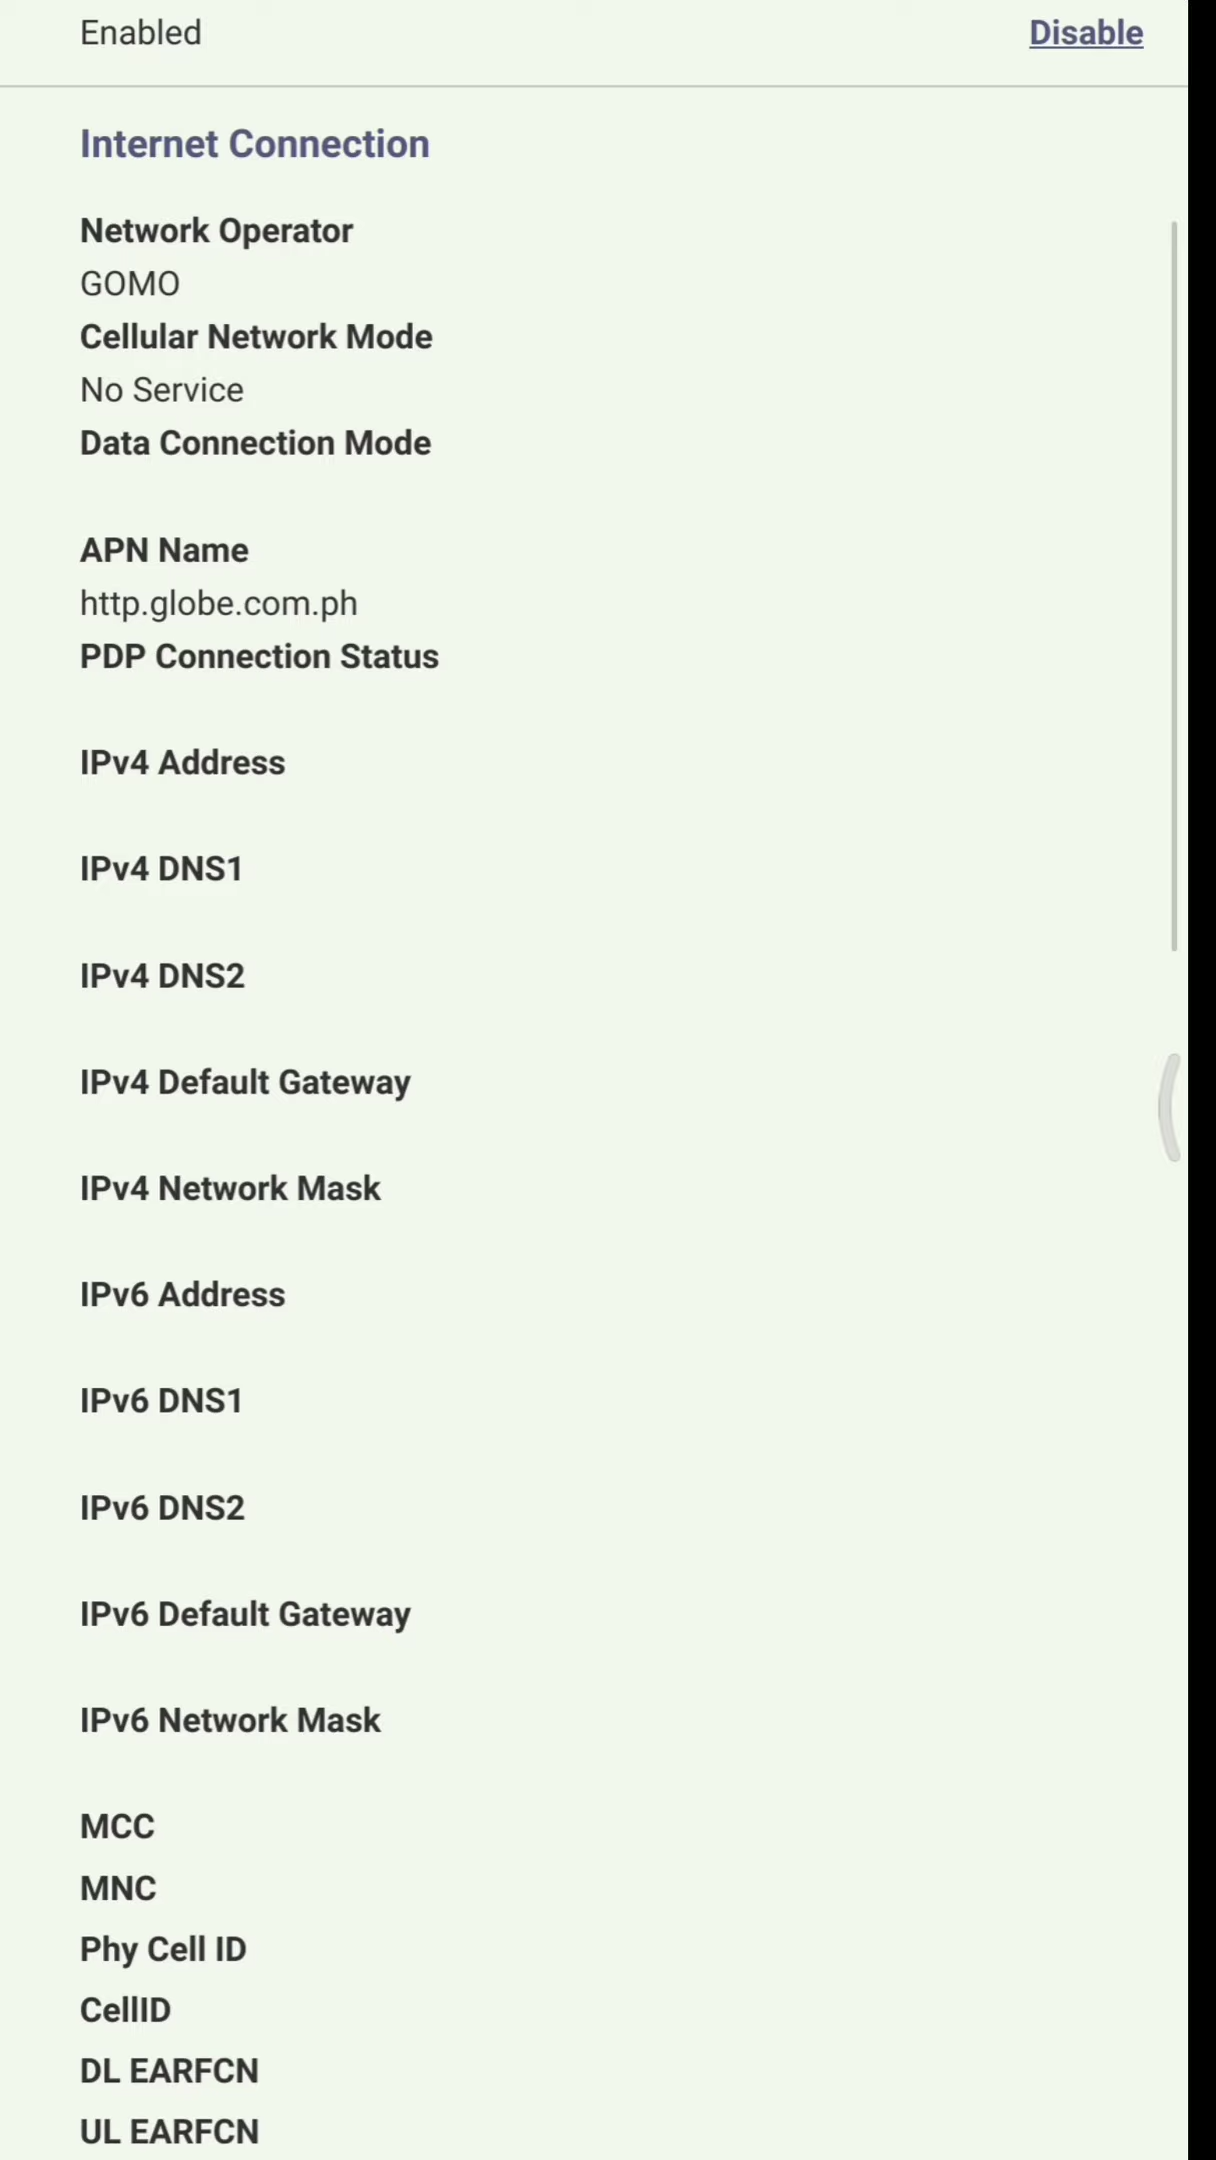 Enabled
Disable
Internet Connection
Network Operator
GOMO
Cellular Network Mode
No Service
Data Connection Mode
APN Name
http.globe.com.ph
PDP Connection Status
IPv4 Address
IPv4 DNS1
IPv4 DNS2
IPv4 Default Gateway
IPv4 Network Mask
IPv6 Address
IPv6 DNS1
IPv6 DNS2
IPv6 Default Gateway
IPv6 Network Mask
MCC
MNC
Phy Cell ID
CellID
DL EARFCN
UL EARFCN